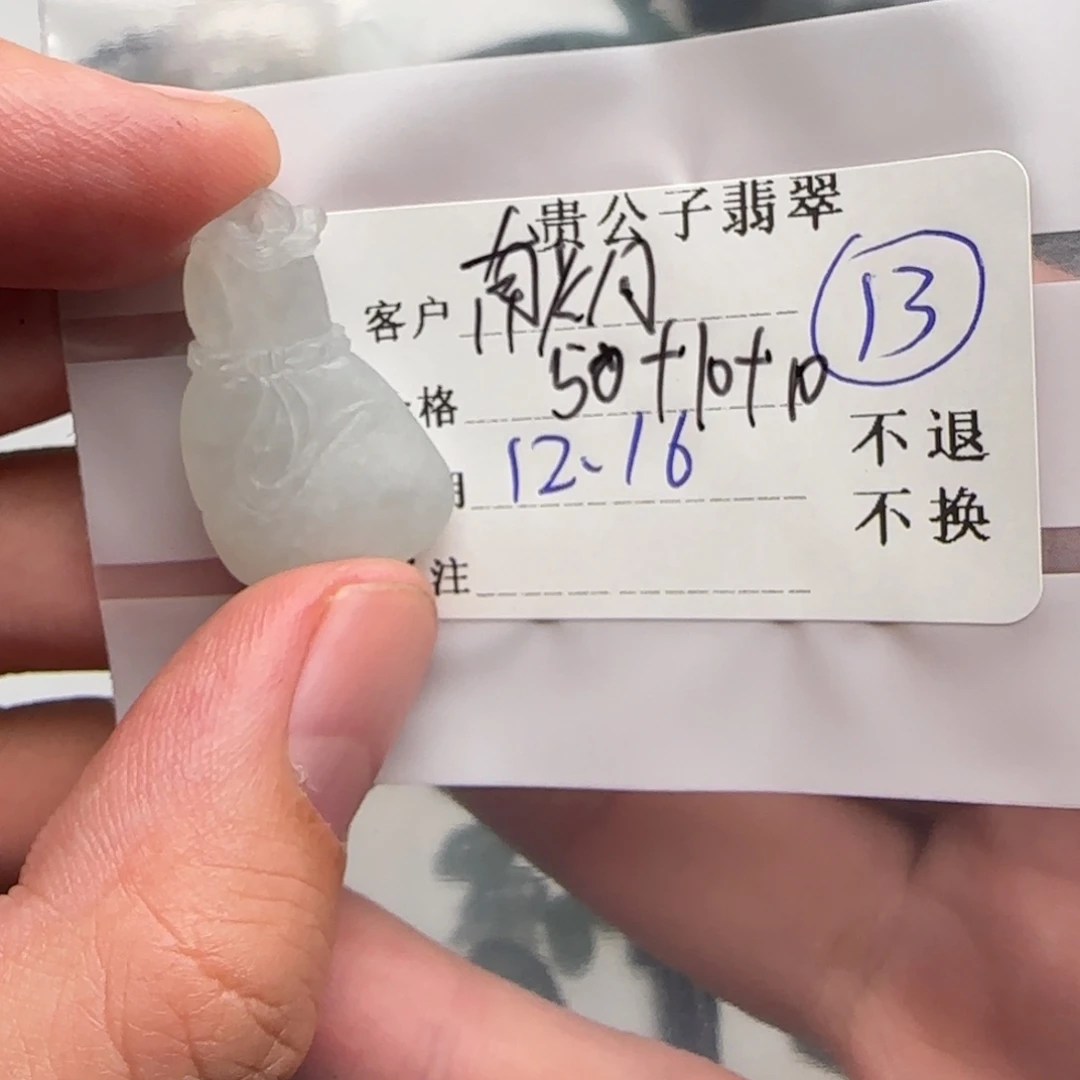 贵公子翡翠
13
客户 南
格 50+10+10
12、16
不退
不换
注